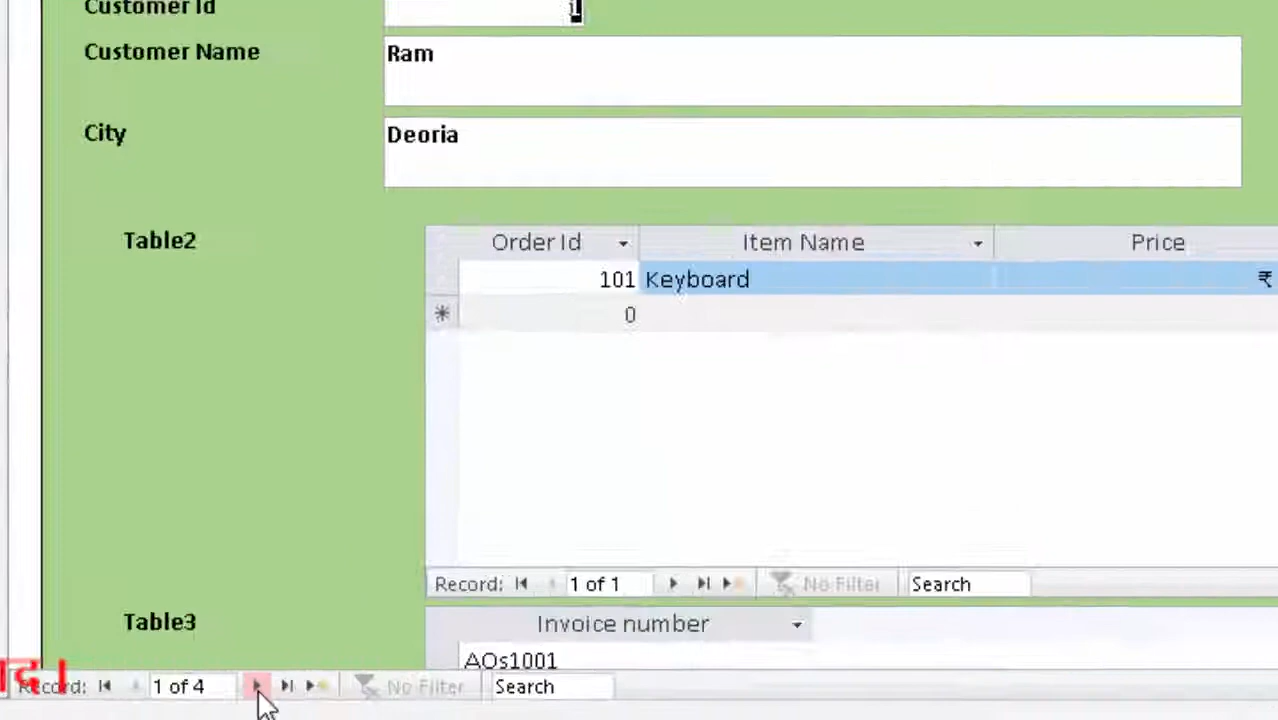 Customer Id
1
Customer Name Ram
City Deoria
Table2 Order Id Item Name Price
101 Keyboard ₹
* 0
Record: 1 of 1 No Filter Search
Table3 Invoice number
AOs1001
Record: 1 of 4 No Filter Search